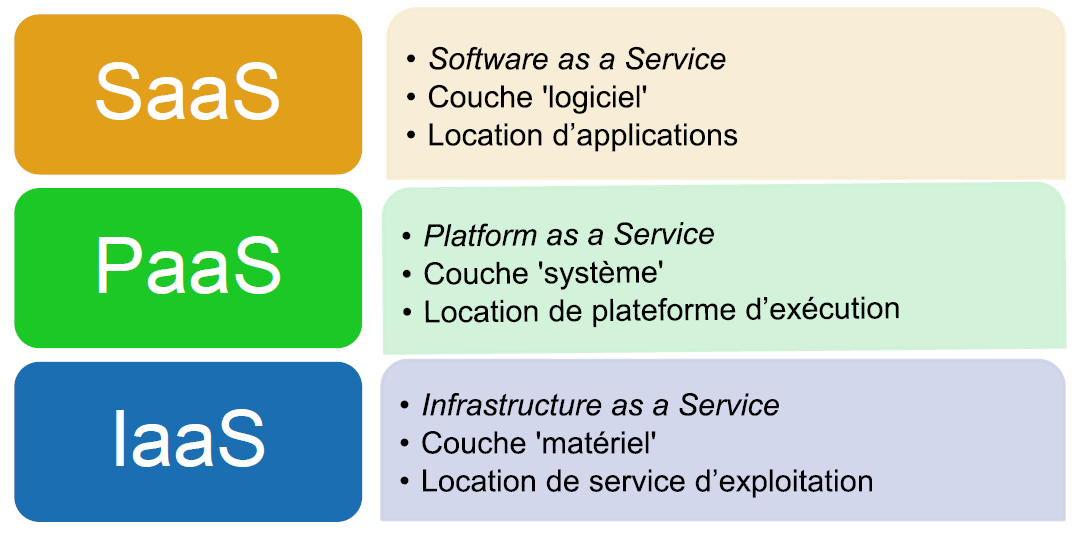 SaaS
• Software as a Service
• Couche 'logiciel'
• Location d’applications
PaaS
• Platform as a Service
• Couche 'système'
• Location de plateforme d’exécution
IaaS
• Infrastructure as a Service
• Couche 'matériel'
• Location de service d’exploitation